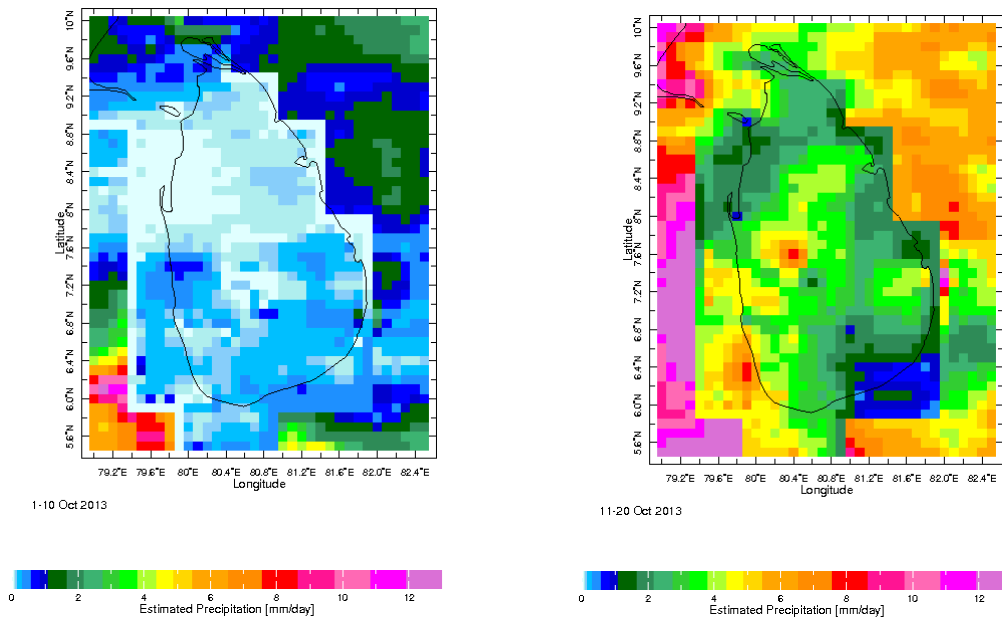 10°N
9.6°N
9.2°N
8.8°N
8.4°N
8°N
7.6°N
7.2°N
6.8°N
6.4°N
6.0°N
5.6°N
Latitude
79.2°E 79.6°E 80°E 80.4°E 80.8°E 81.2°E 81.6°E 82.0°E 82.4°E
Longitude
1-10 Oct 2013
0 2 4 6 8 10 12
Estimated Precipitation [mm/day]
10°N
9.6°N
9.2°N
8.8°N
8.4°N
8°N
7.6°N
7.2°N
6.8°N
6.4°N
6.0°N
5.6°N
Latitude
79.2°E 79.6°E 80°E 80.4°E 80.8°E 81.2°E 81.6°E 82.0°E 82.4°E
Longitude
11-20 Oct 2013
0 2 4 6 8 10 12
Estimated Precipitation [mm/day]